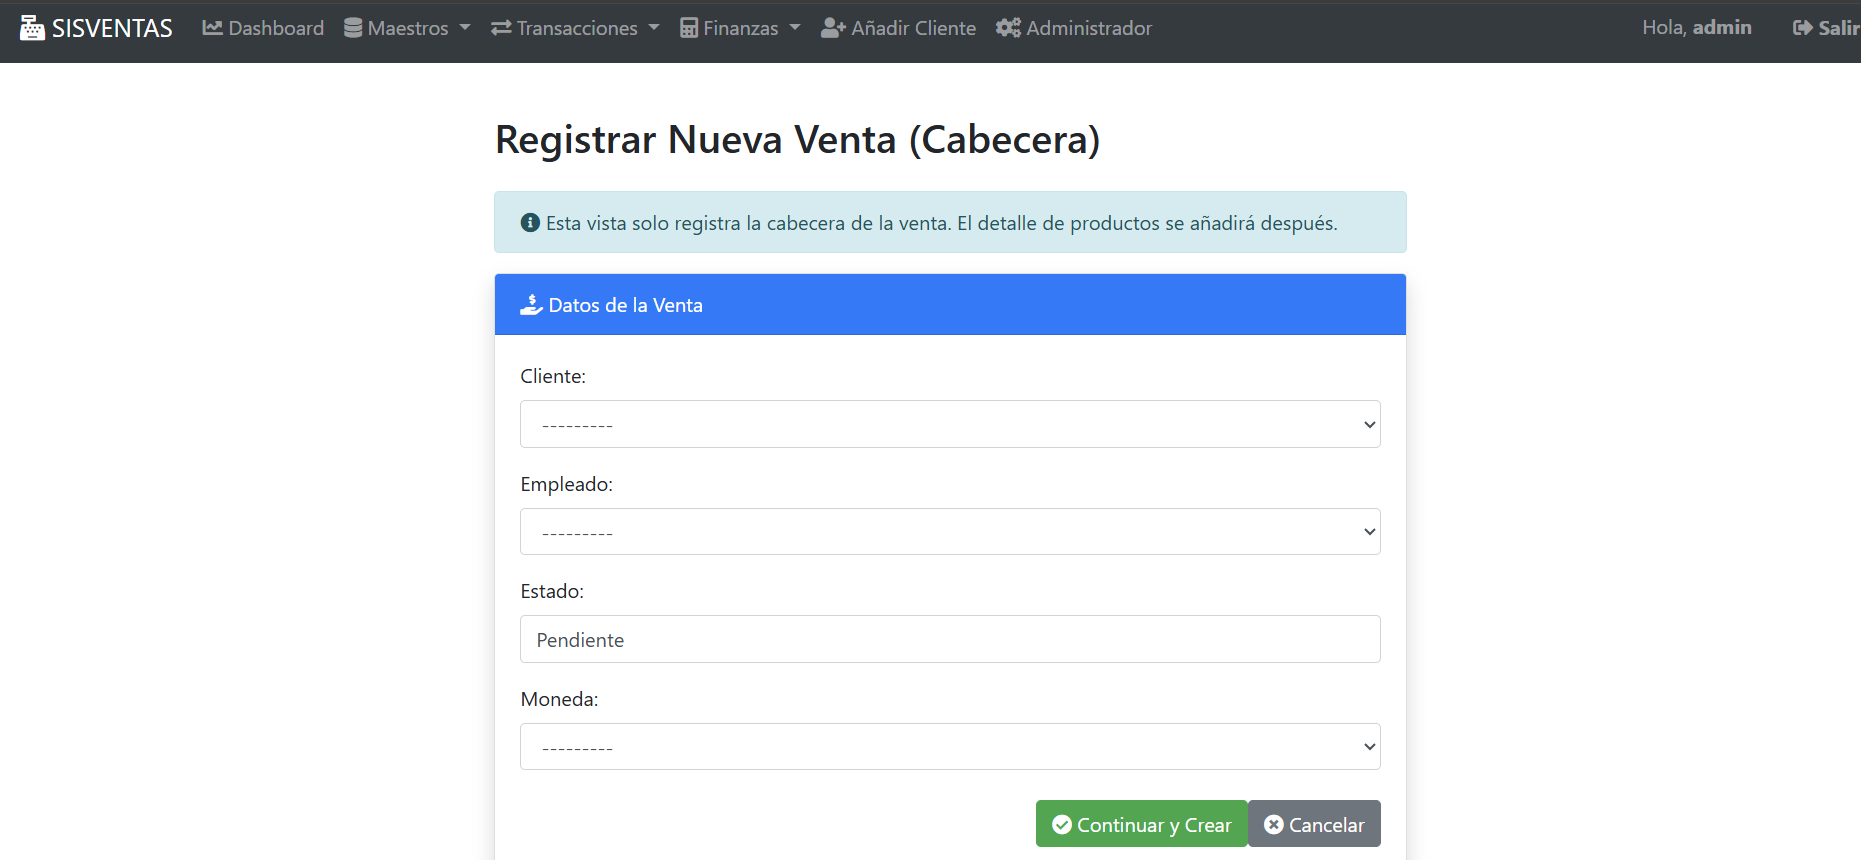 SISVENTAS Dashboard Maestros Transacciones Finanzas Añadir Cliente Administrador Hola, admin Salir
Registrar Nueva Venta (Cabecera)
Esta vista solo registra la cabecera de la venta. El detalle de productos se añadirá después.
Datos de la Venta
Cliente:
---------
Empleado:
---------
Estado:
Pendiente
Moneda:
---------
Continuar y Crear Cancelar